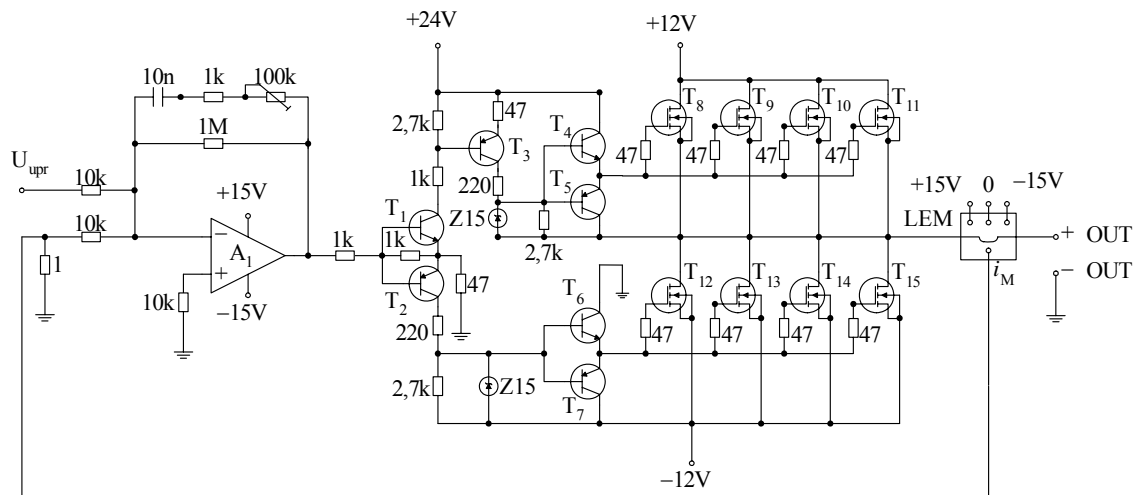 +24V
+12V
10n
1k
100k
1M
U upr
10k
+15V
10k
A1
−15V
10k
1
1k
1k
2,7k
1k
T1
T2
47
T3
220
Z15
2,7k
T4
T5
47
220
2,7k
Z15
T6
T7
T8
T9
T10
T11
47
47
47
47
+15V
0
−15V
LEM
iM
+ OUT
− OUT
T12
T13
T14
T15
47
47
47
47
−12V